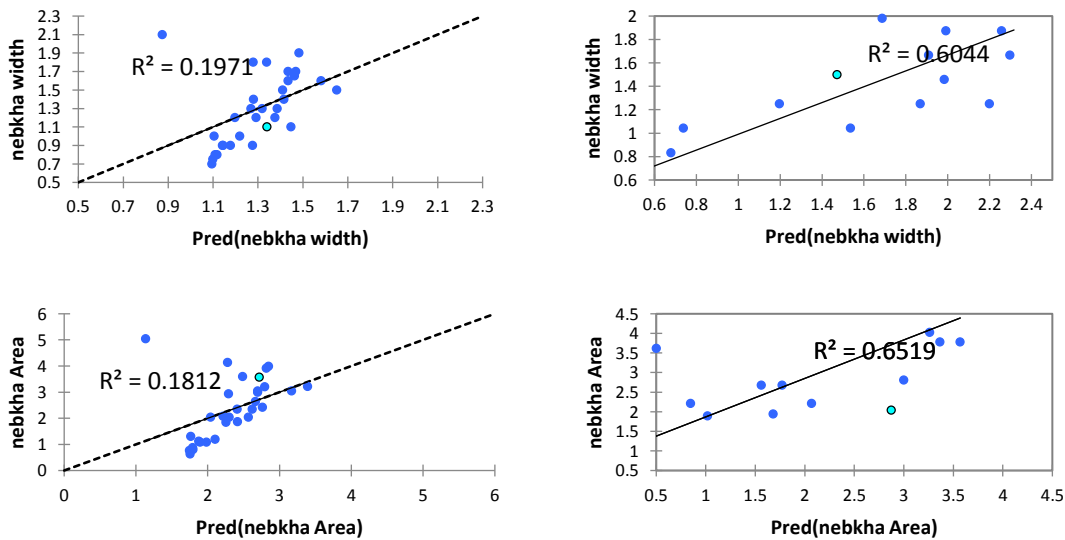 nebkha width
2.3
2.1
1.9
1.7
1.5
1.3
1.1
0.9
0.7
0.5
R² = 0.1971
0.5 0.7 0.9 1.1 1.3 1.5 1.7 1.9 2.1 2.3
Pred(nebkha width)
nebkha width
2
1.8
1.6
1.4
1.2
1
0.8
0.6
R² = 0.6044
0.6 0.8 1 1.2 1.4 1.6 1.8 2 2.2 2.4
Pred(nebkha width)
nebkha Area
6
5
4
3
2
1
0
R² = 0.1812
0 1 2 3 4 5 6
Pred(nebkha Area)
nebkha Area
4.5
4
3.5
3
2.5
2
1.5
1
0.5
R² = 0.6519
0.5 1 1.5 2 2.5 3 3.5 4 4.5
Pred(nebkha Area)